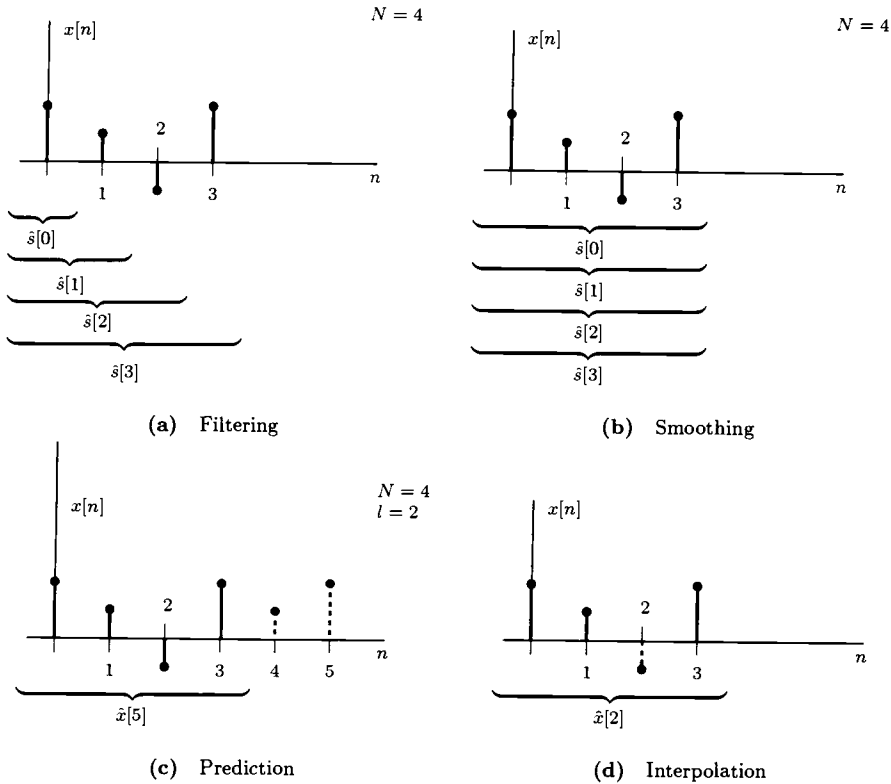 x[n]
N = 4
2
1
3
n
ŝ[0]
ŝ[1]
ŝ[2]
ŝ[3]
(a) Filtering
x[n]
N = 4
2
1
3
n
ŝ[0]
ŝ[1]
ŝ[2]
ŝ[3]
(b) Smoothing
x[n]
N = 4
l = 2
2
1
3
4
5
n
x̂[5]
(c) Prediction
x[n]
2
1
3
n
x̂[2]
(d) Interpolation